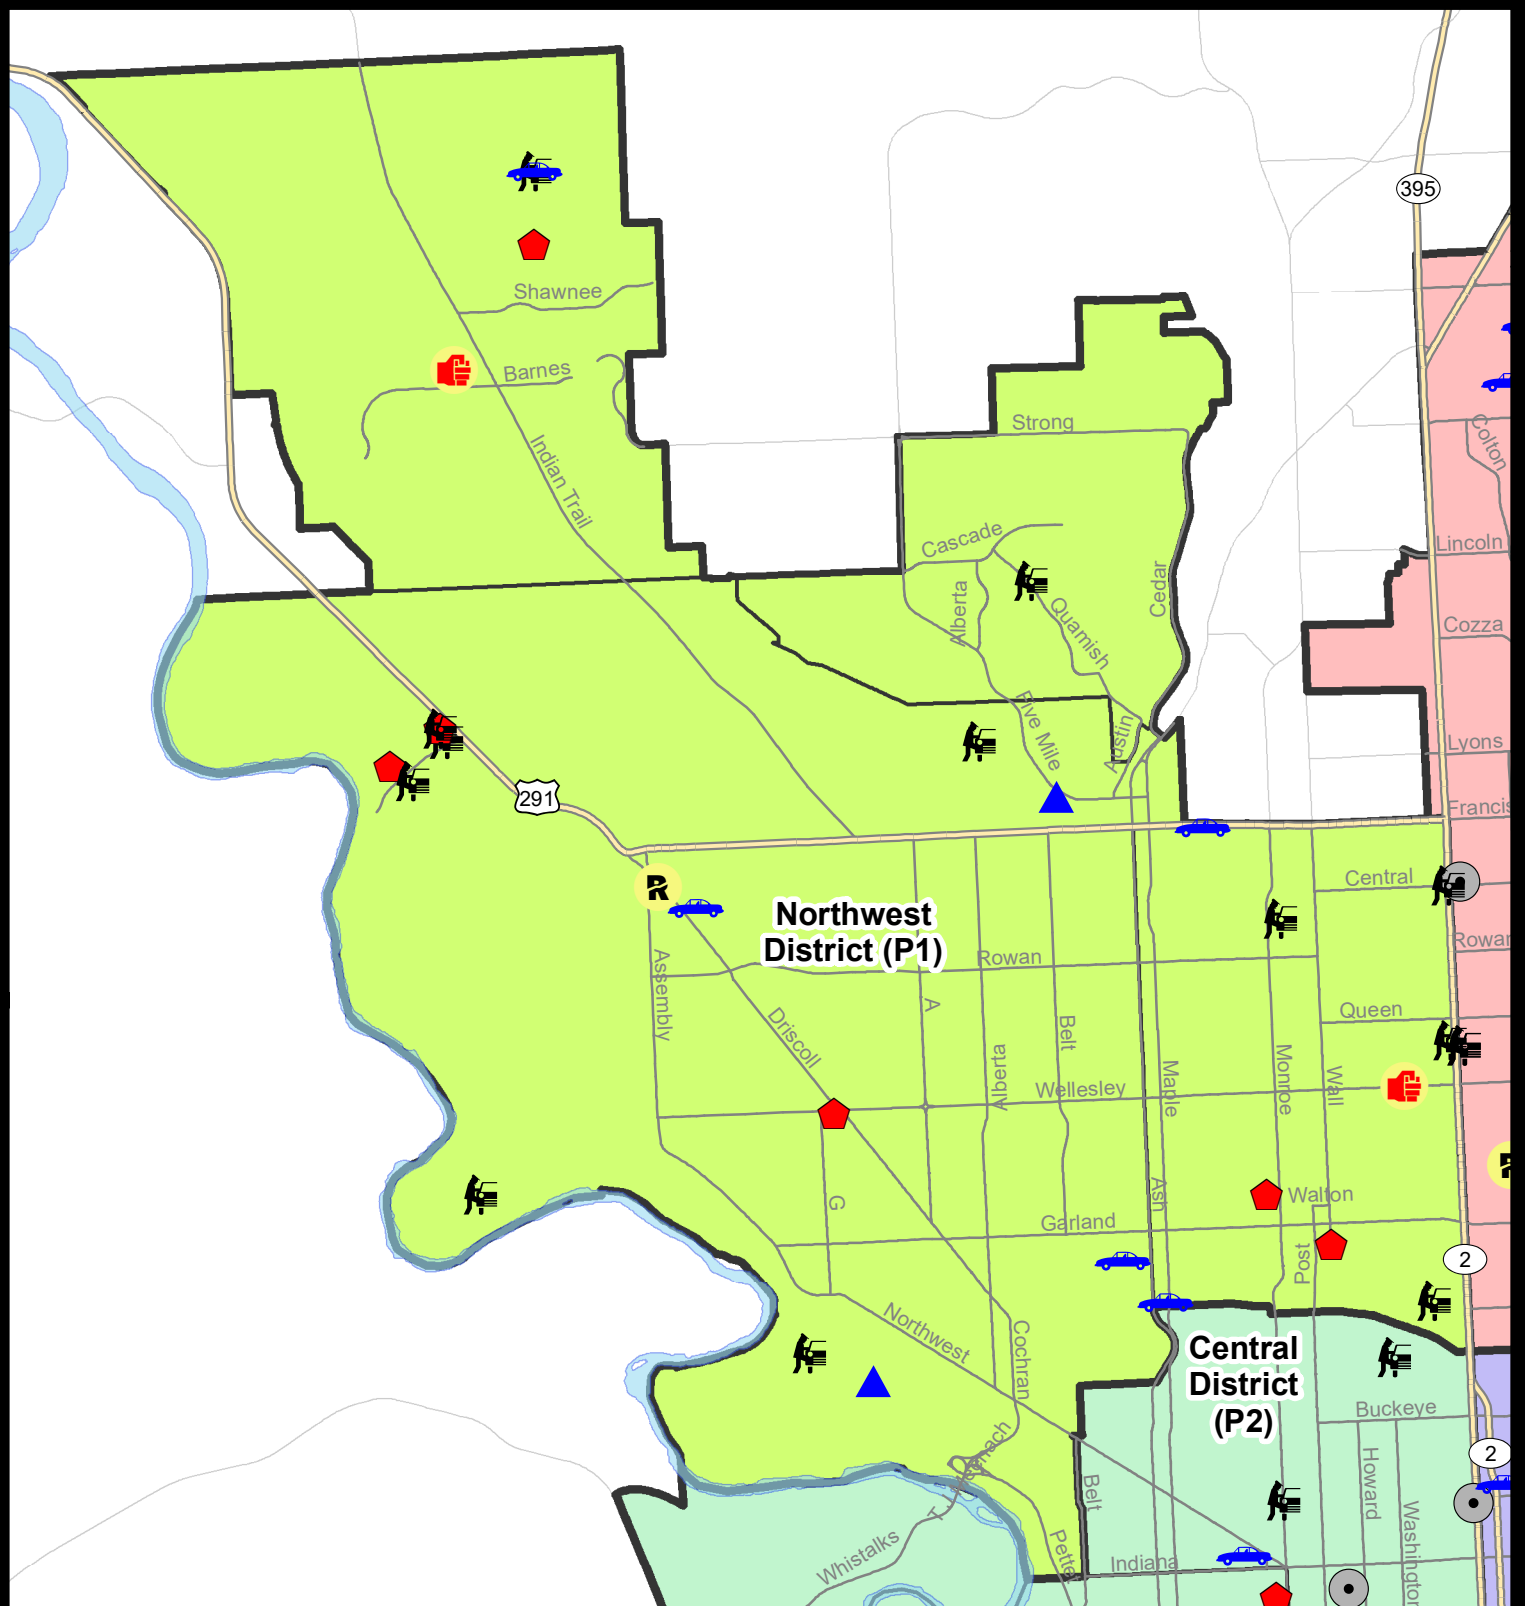 395
Shawnee
Barnes
Indian Trail
Strong
Colton
Cascade
Lincoln
Alberta
Quamish
Cedar
Cozza
Five Mile
Austin
Lyons
291
Francis
Central
R
Northwest
District (P1)
Rowan
Rowan
Assembly
A
Driscoll
Belt
Queen
Alberta
Wellesley
Maple
Monroe
Wall
R
Ash
Walton
G
Garland
Post
2
Northwest
Cochran
Central
District
(P2)
Buckeye
2
Belt
Howard
Washington
T.J.
Whistalks
Pettet
Indiana